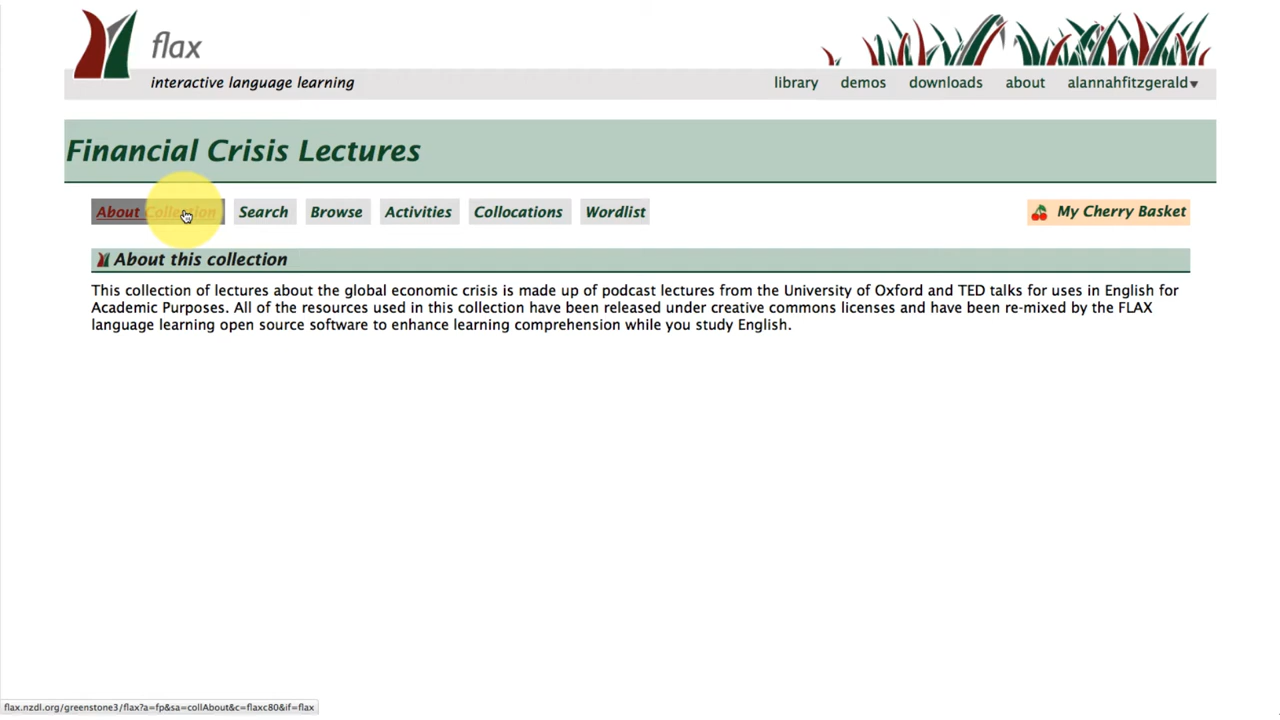 flax
interactive language learning
library demos downloads about alannahfitzgerald▼
Financial Crisis Lectures
About Collection Search Browse Activities Collocations Wordlist My Cherry Basket
About this collection
This collection of lectures about the global economic crisis is made up of podcast lectures from the University of Oxford and TED talks for uses in English for
Academic Purposes. All of the resources used in this collection have been released under creative commons licenses and have been re-mixed by the FLAX
language learning open source software to enhance learning comprehension while you study English.
flax.nzdl.org/greenstone3/flax?a=fp&sa=collAbout&c=flaxc80&if=flax